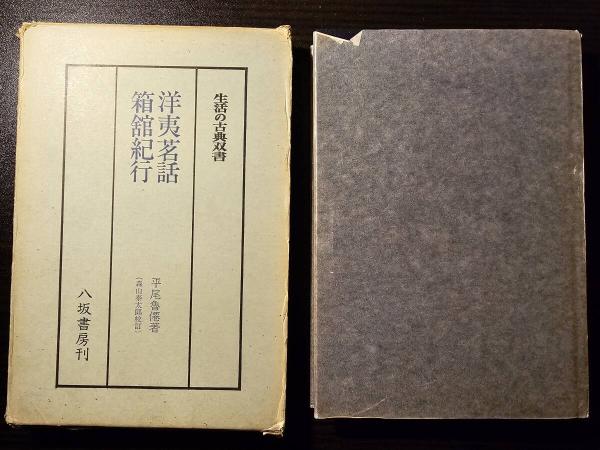 生活の古典双書
洋夷茗話
箱舘紀行
平尾魯僊著
(森山泰太郎校訂)
八坂書房刊